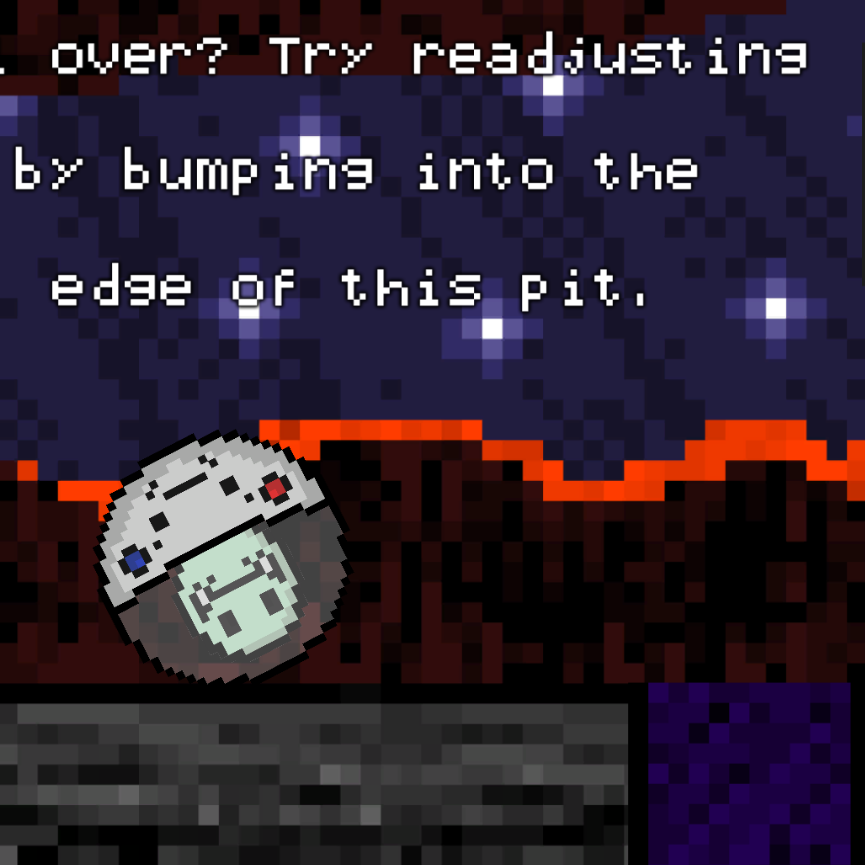 . over? Try readjusting
by bumping into the
edge of this pit.